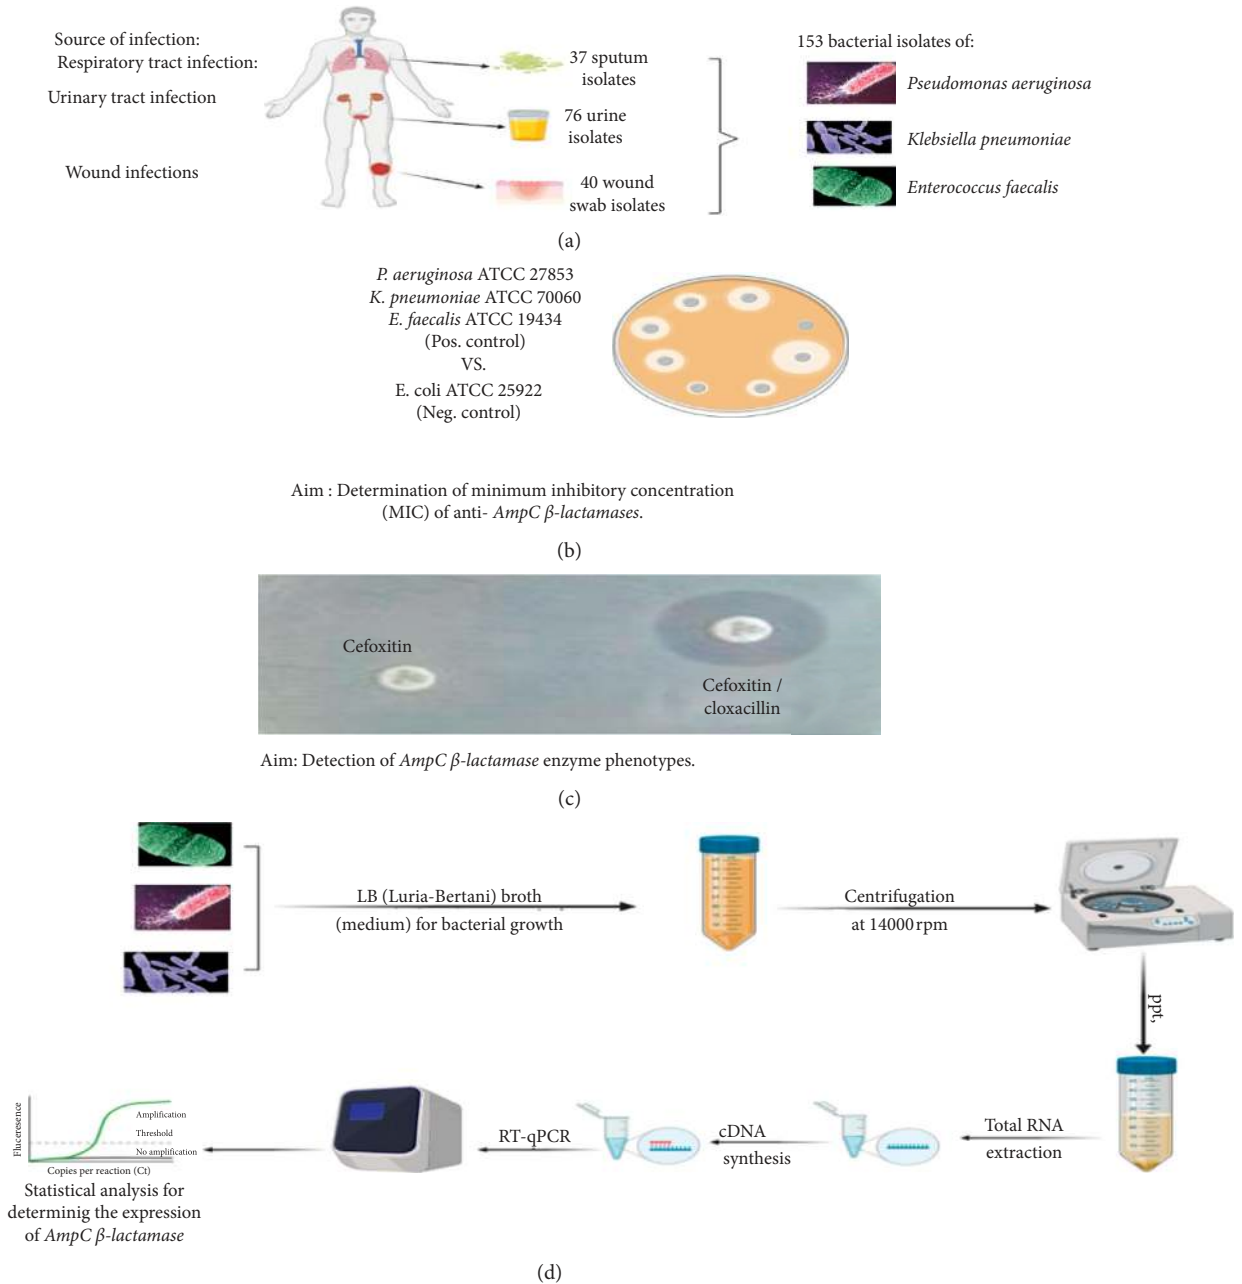 Source of infection:
Respiratory tract infection:
Urinary tract infection
Wound infections
37 sputum
isolates
76 urine
isolates
40 wound
swab isolates
153 bacterial isolates of:
Pseudomonas aeruginosa
Klebsiella pneumoniae
Enterococcus faecalis
(a)
P. aeruginosa ATCC 27853
K. pneumoniae ATCC 70060
E. faecalis ATCC 19434
(Pos. control)
VS.
E. coli ATCC 25922
(Neg. control)
Aim : Determination of minimum inhibitory concentration
(MIC) of anti- AmpC β-lactamases.
(b)
Cefoxitin
Cefoxitin /
cloxacillin
Aim: Detection of AmpC β-lactamase enzyme phenotypes.
(c)
LB (Luria-Bertani) broth
(medium) for bacterial growth
Centrifugation
at 14000 rpm
ppt,
Total RNA
extraction
cDNA
synthesis
RT-qPCR
Fluceresence
Amplification
Threshold
No amplification
Copies per reaction (Ct)
Statistical analysis for
determinig the expression
of AmpC β-lactamase
(d)